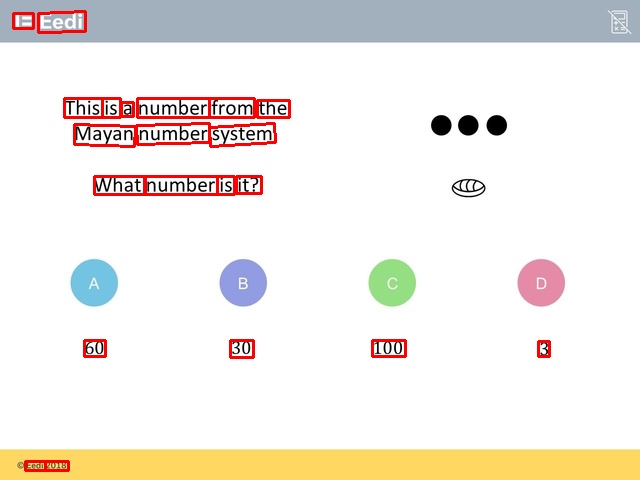 Eedi
This is a number from the
Mayan number system
What number is it?
A B C D
60 30 100 3
© Eedi 2018